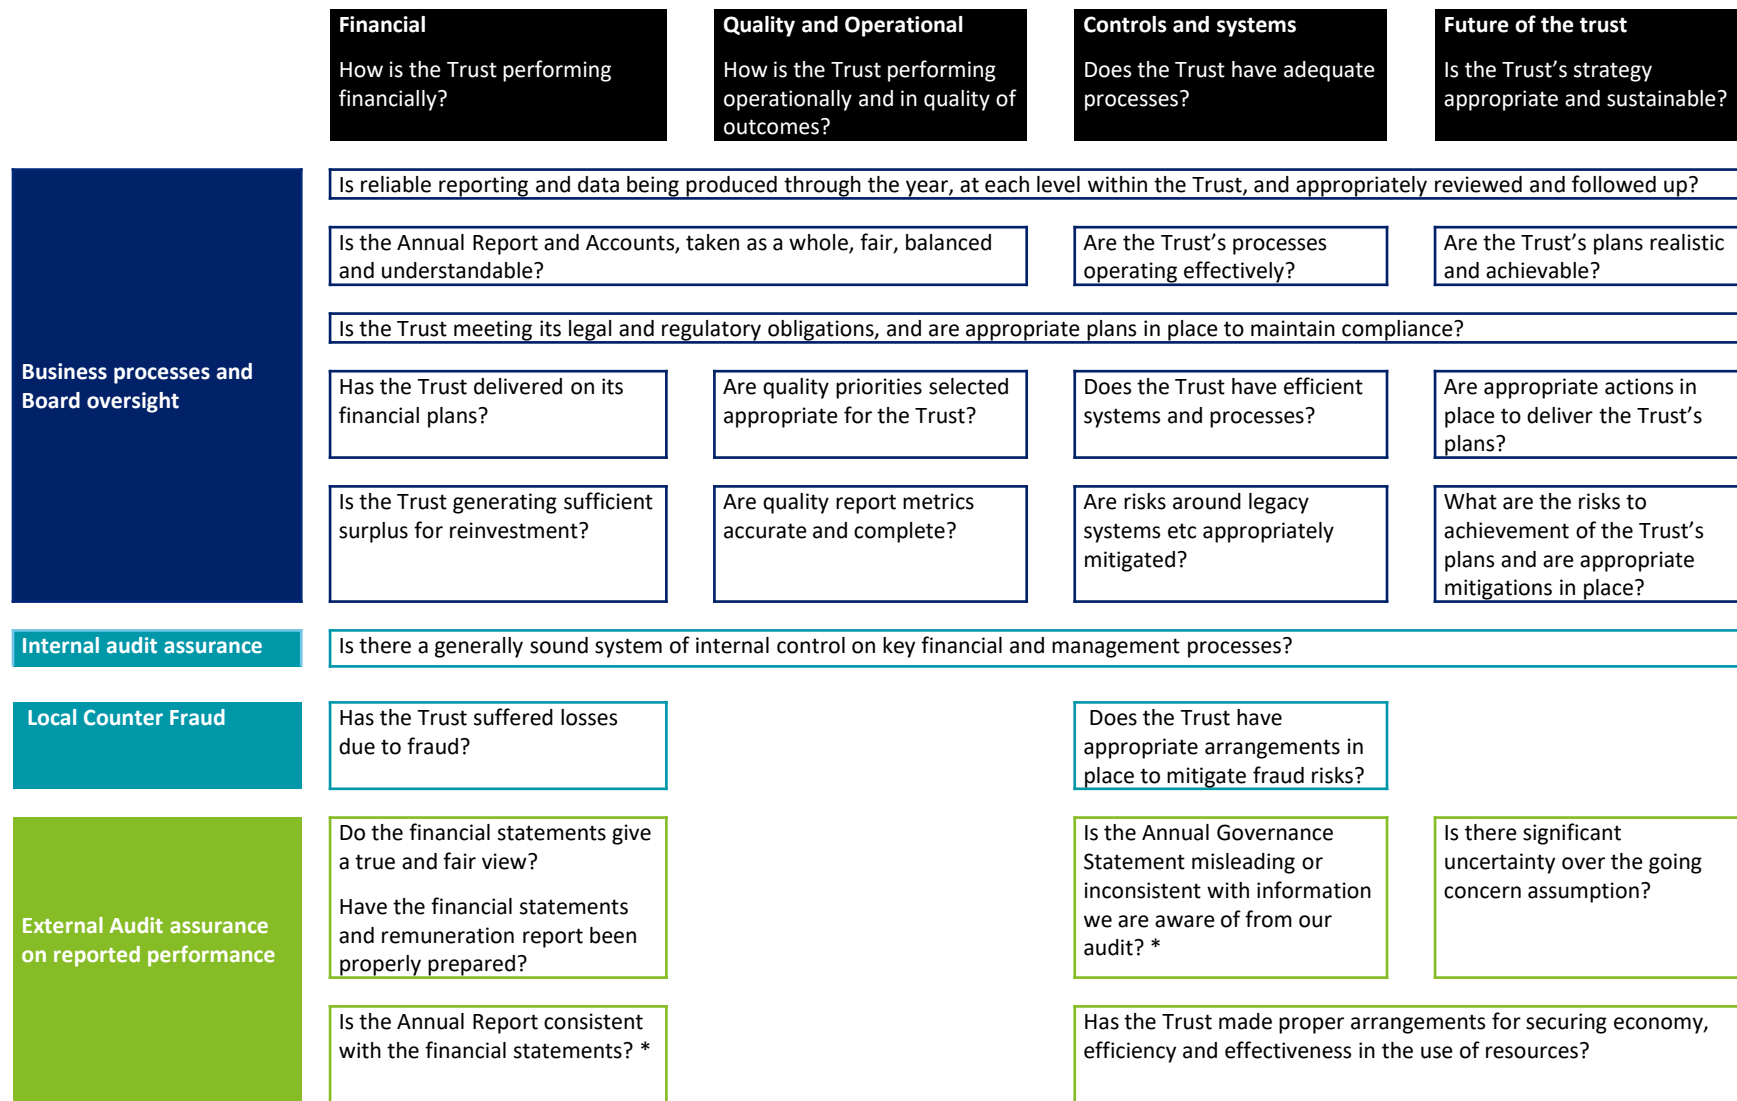 Financial
How is the Trust performing
financially?
Quality and Operational
How is the Trust performing
operationally and in quality of
outcomes?
Controls and systems
Does the Trust have adequate
processes?
Future of the trust
Is the Trust’s strategy
appropriate and sustainable?
Business processes and
Board oversight
Is reliable reporting and data being produced through the year, at each level within the Trust, and appropriately reviewed and followed up?
Is the Annual Report and Accounts, taken as a whole, fair, balanced
and understandable?
Are the Trust’s processes
operating effectively?
Are the Trust’s plans realistic
and achievable?
Is the Trust meeting its legal and regulatory obligations, and are appropriate plans in place to maintain compliance?
Has the Trust delivered on its
financial plans?
Are quality priorities selected
appropriate for the Trust?
Does the Trust have efficient
systems and processes?
Are appropriate actions in
place to deliver the Trust’s
plans?
Is the Trust generating sufficient
surplus for reinvestment?
Are quality report metrics
accurate and complete?
Are risks around legacy
systems etc appropriately
mitigated?
What are the risks to
achievement of the Trust’s
plans and are appropriate
mitigations in place?
Internal audit assurance
Is there a generally sound system of internal control on key financial and management processes?
Local Counter Fraud
Has the Trust suffered losses
due to fraud?
Does the Trust have
appropriate arrangements in
place to mitigate fraud risks?
External Audit assurance
on reported performance
Do the financial statements give
a true and fair view?
Have the financial statements
and remuneration report been
properly prepared?
Is the Annual Governance
Statement misleading or
inconsistent with information
we are aware of from our
audit? *
Is there significant
uncertainty over the going
concern assumption?
Is the Annual Report consistent
with the financial statements? *
Has the Trust made proper arrangements for securing economy,
efficiency and effectiveness in the use of resources?